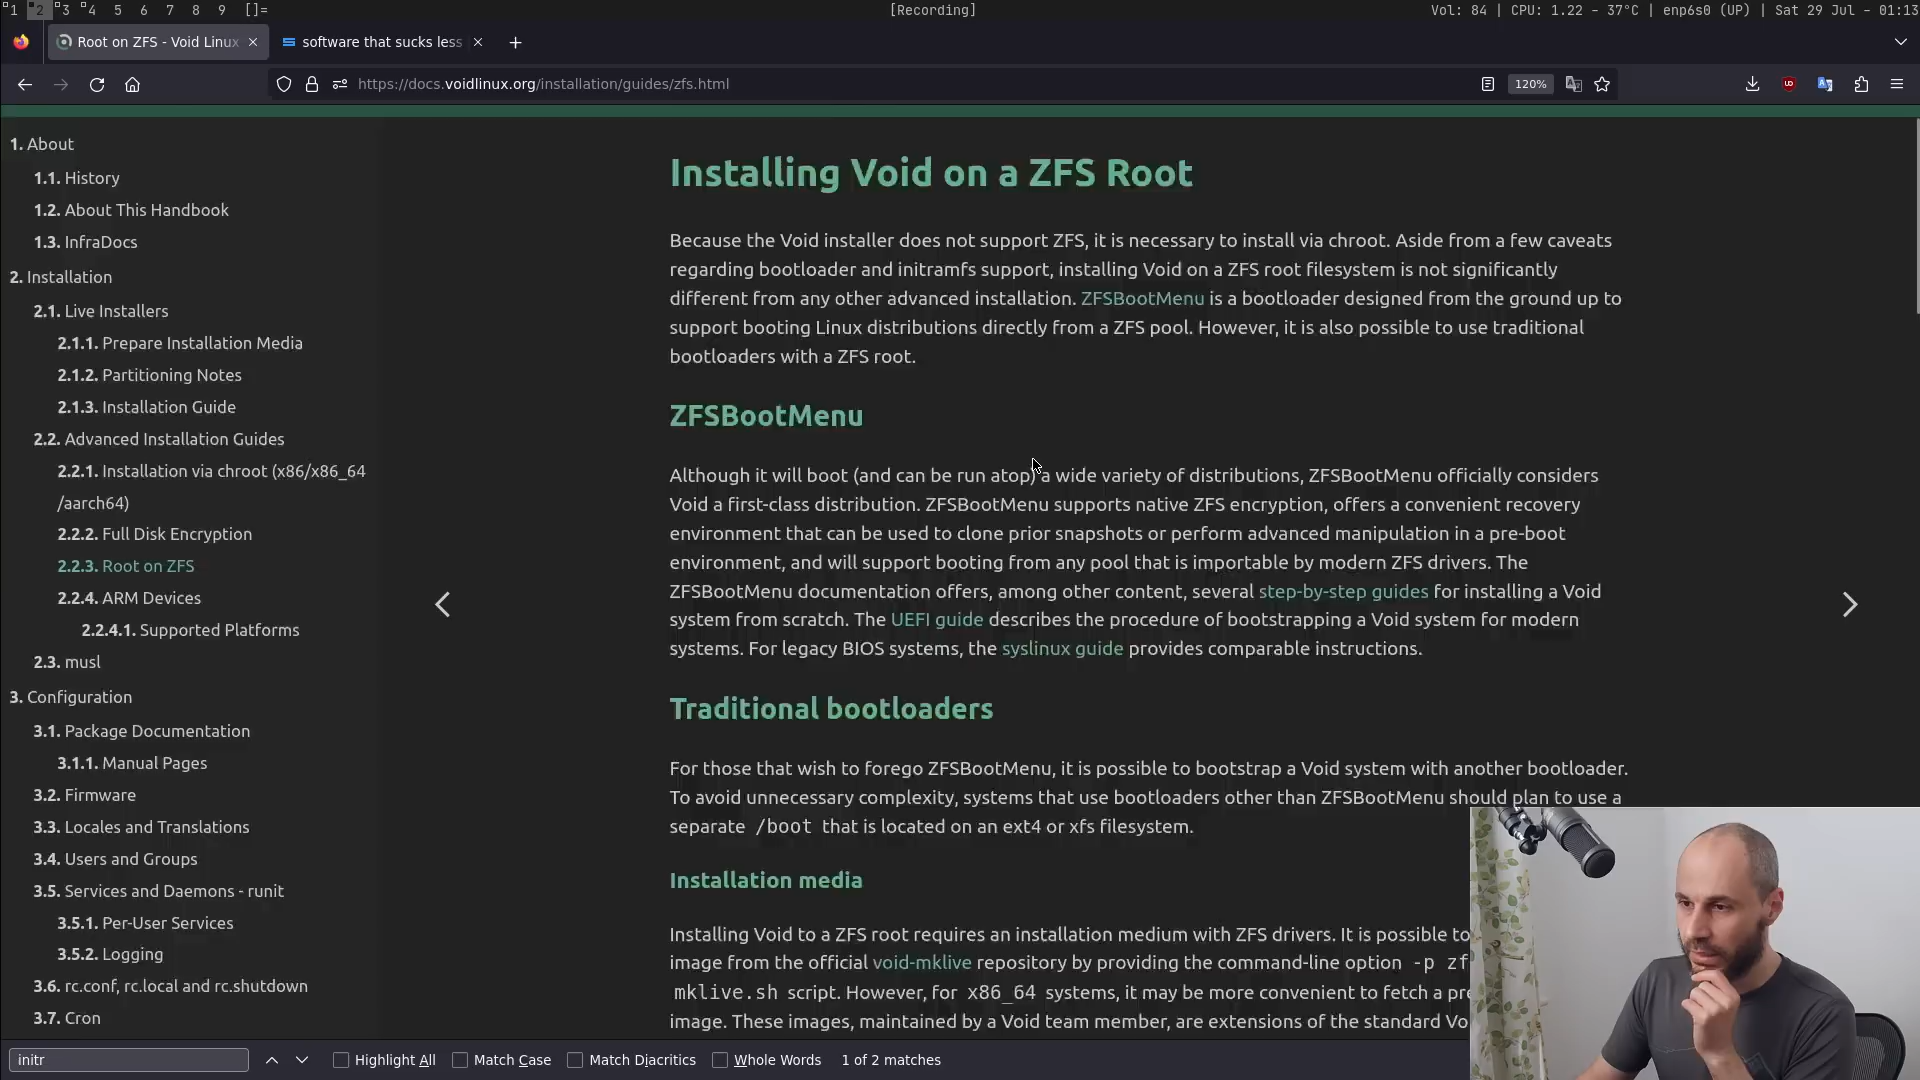 1 2 3 4 5 6 7 8 9 []= [Recording] Vol: 84 | CPU: 1.22 - 37°C | enp6s0 (UP) | Sat 29 Jul - 01:13
Root on ZFS - Void Linux software that sucks less
https://docs.voidlinux.org/installation/guides/zfs.html 120%
1. About
1.1. History
1.2. About This Handbook
1.3. InfraDocs
2. Installation
2.1. Live Installers
2.1.1. Prepare Installation Media
2.1.2. Partitioning Notes
2.1.3. Installation Guide
2.2. Advanced Installation Guides
2.2.1. Installation via chroot (x86/x86_64
/aarch64)
2.2.2. Full Disk Encryption
2.2.3. Root on ZFS
2.2.4. ARM Devices
2.2.4.1. Supported Platforms
2.3. musl
3. Configuration
3.1. Package Documentation
3.1.1. Manual Pages
3.2. Firmware
3.3. Locales and Translations
3.4. Users and Groups
3.5. Services and Daemons - runit
3.5.1. Per-User Services
3.5.2. Logging
3.6. rc.conf, rc.local and rc.shutdown
3.7. Cron
Installing Void on a ZFS Root
Because the Void installer does not support ZFS, it is necessary to install via chroot. Aside from a few caveats
regarding bootloader and initramfs support, installing Void on a ZFS root filesystem is not significantly
different from any other advanced installation. ZFSBootMenu is a bootloader designed from the ground up to
support booting Linux distributions directly from a ZFS pool. However, it is also possible to use traditional
bootloaders with a ZFS root.
ZFSBootMenu
Although it will boot (and can be run atop) a wide variety of distributions, ZFSBootMenu officially considers
Void a first-class distribution. ZFSBootMenu supports native ZFS encryption, offers a convenient recovery
environment that can be used to clone prior snapshots or perform advanced manipulation in a pre-boot
environment, and will support booting from any pool that is importable by modern ZFS drivers. The
ZFSBootMenu documentation offers, among other content, several step-by-step guides for installing a Void
system from scratch. The UEFI guide describes the procedure of bootstrapping a Void system for modern
systems. For legacy BIOS systems, the syslinux guide provides comparable instructions.
Traditional bootloaders
For those that wish to forego ZFSBootMenu, it is possible to bootstrap a Void system with another bootloader.
To avoid unnecessary complexity, systems that use bootloaders other than ZFSBootMenu should plan to use a
separate /boot that is located on an ext4 or xfs filesystem.
Installation media
Installing Void to a ZFS root requires an installation medium with ZFS drivers. It is possible to
image from the official void-mklive repository by providing the command-line option -p zf
mklive.sh script. However, for x86_64 systems, it may be more convenient to fetch a pre
image. These images, maintained by a Void team member, are extensions of the standard Vo
initr Highlight All Match Case Match Diacritics Whole Words 1 of 2 matches